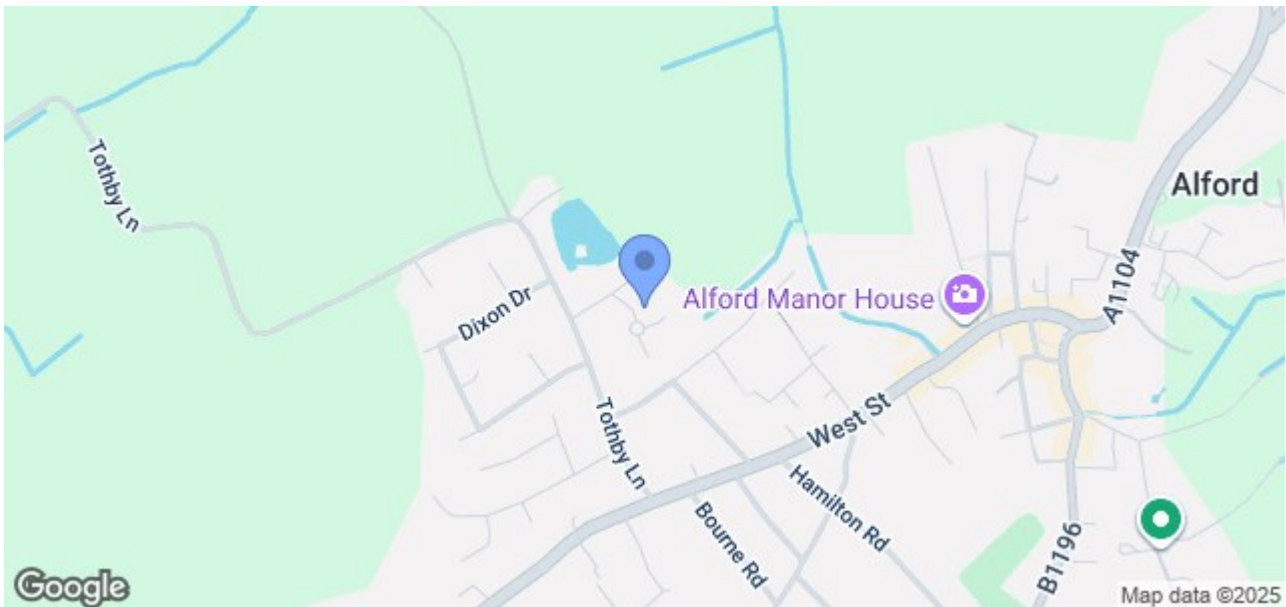 Tothby Ln
Alford
A1104
Alford Manor House
Dixon Dr
Tothby Ln
West St
Hamilton Rd
Bourne Rd
B1196
Google
Map data ©2025